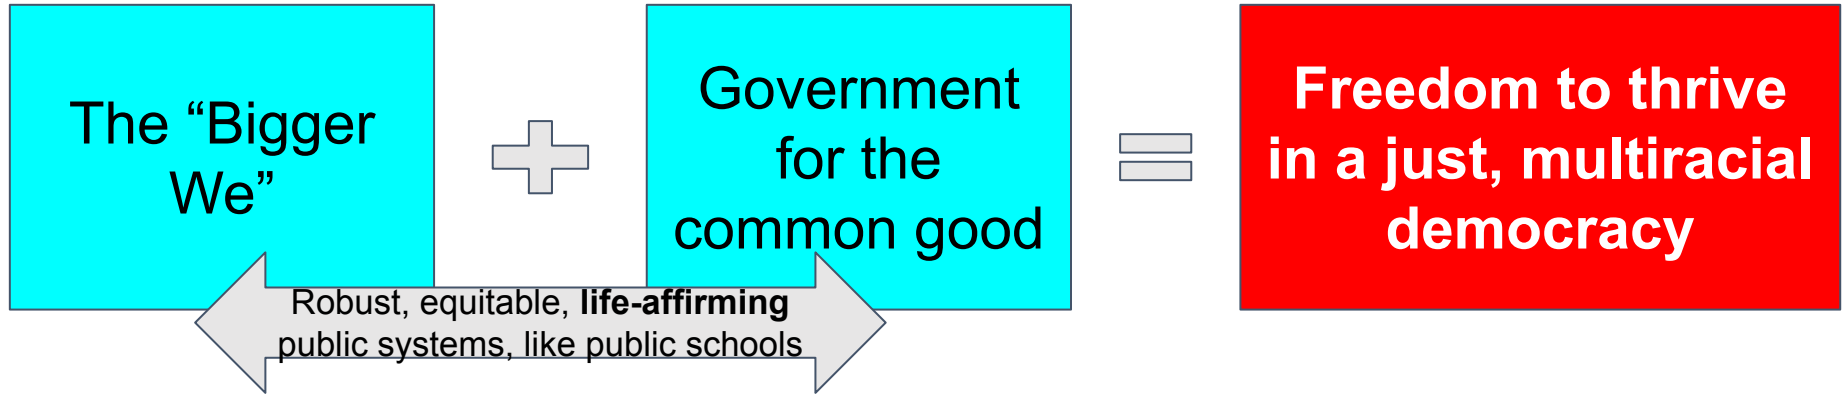 The “Bigger
We”
Government
for the
common good
Freedom to thrive
in a just, multiracial
democracy
Robust, equitable, life-affirming
public systems, like public schools